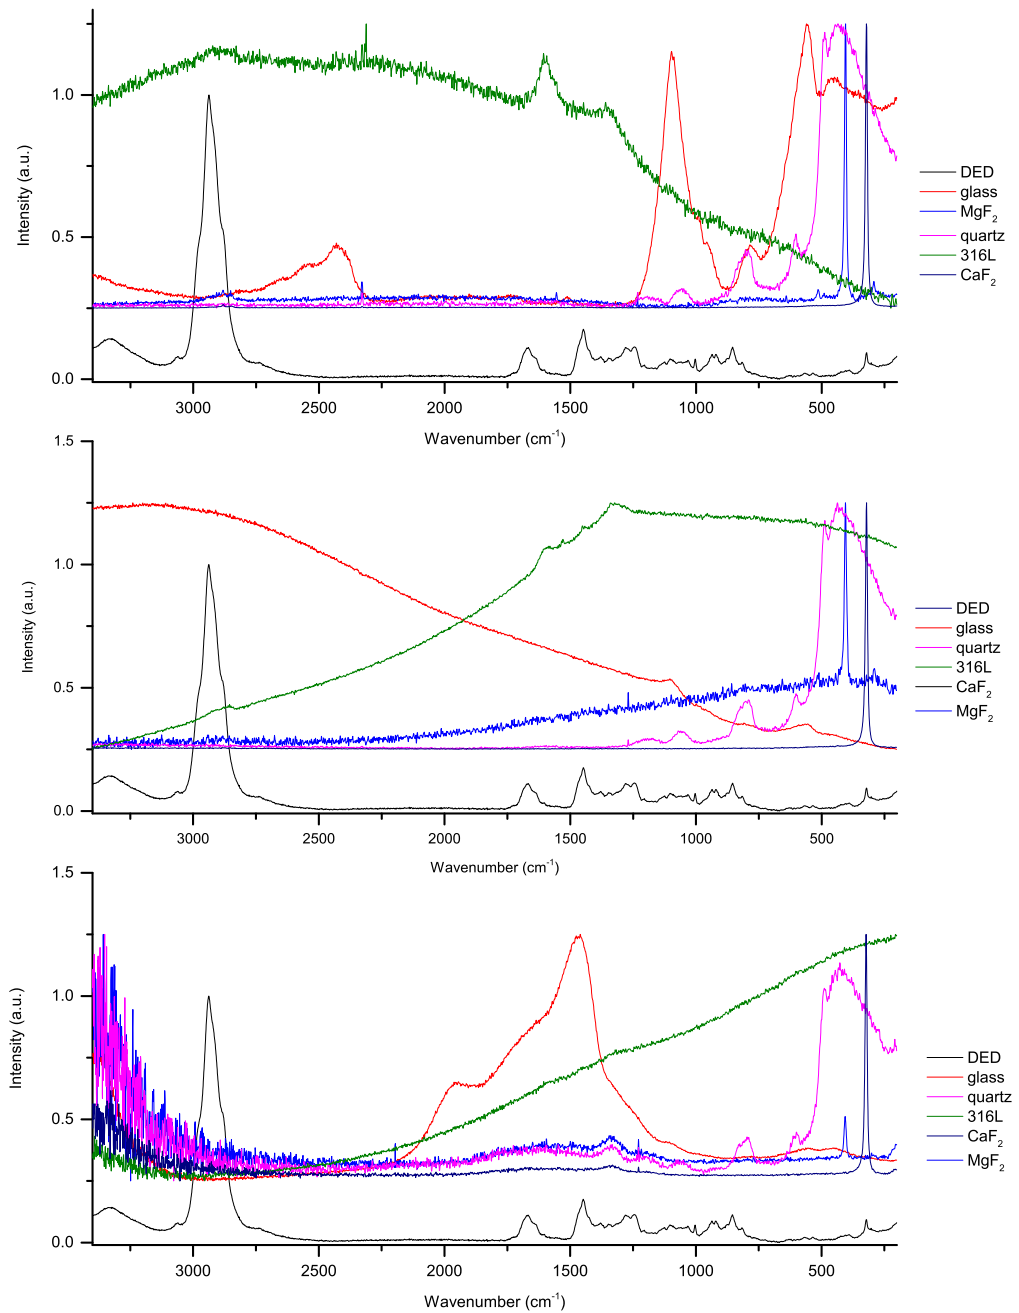 1.0
0.5
0.0
Intensity (a.u.)
3000 2500 2000 1500 1000 500
Wavenumber (cm-1)
DED
glass
MgF2
quartz
316L
CaF2
1.5
1.0
0.5
0.0
Intensity (a.u.)
3000 2500 2000 1500 1000 500
Wavenumber (cm-1)
DED
glass
quartz
316L
CaF2
MgF2
1.5
1.0
0.5
0.0
Intensity (a.u.)
3000 2500 2000 1500 1000 500
Wavenumber (cm-1)
DED
glass
quartz
316L
CaF2
MgF2